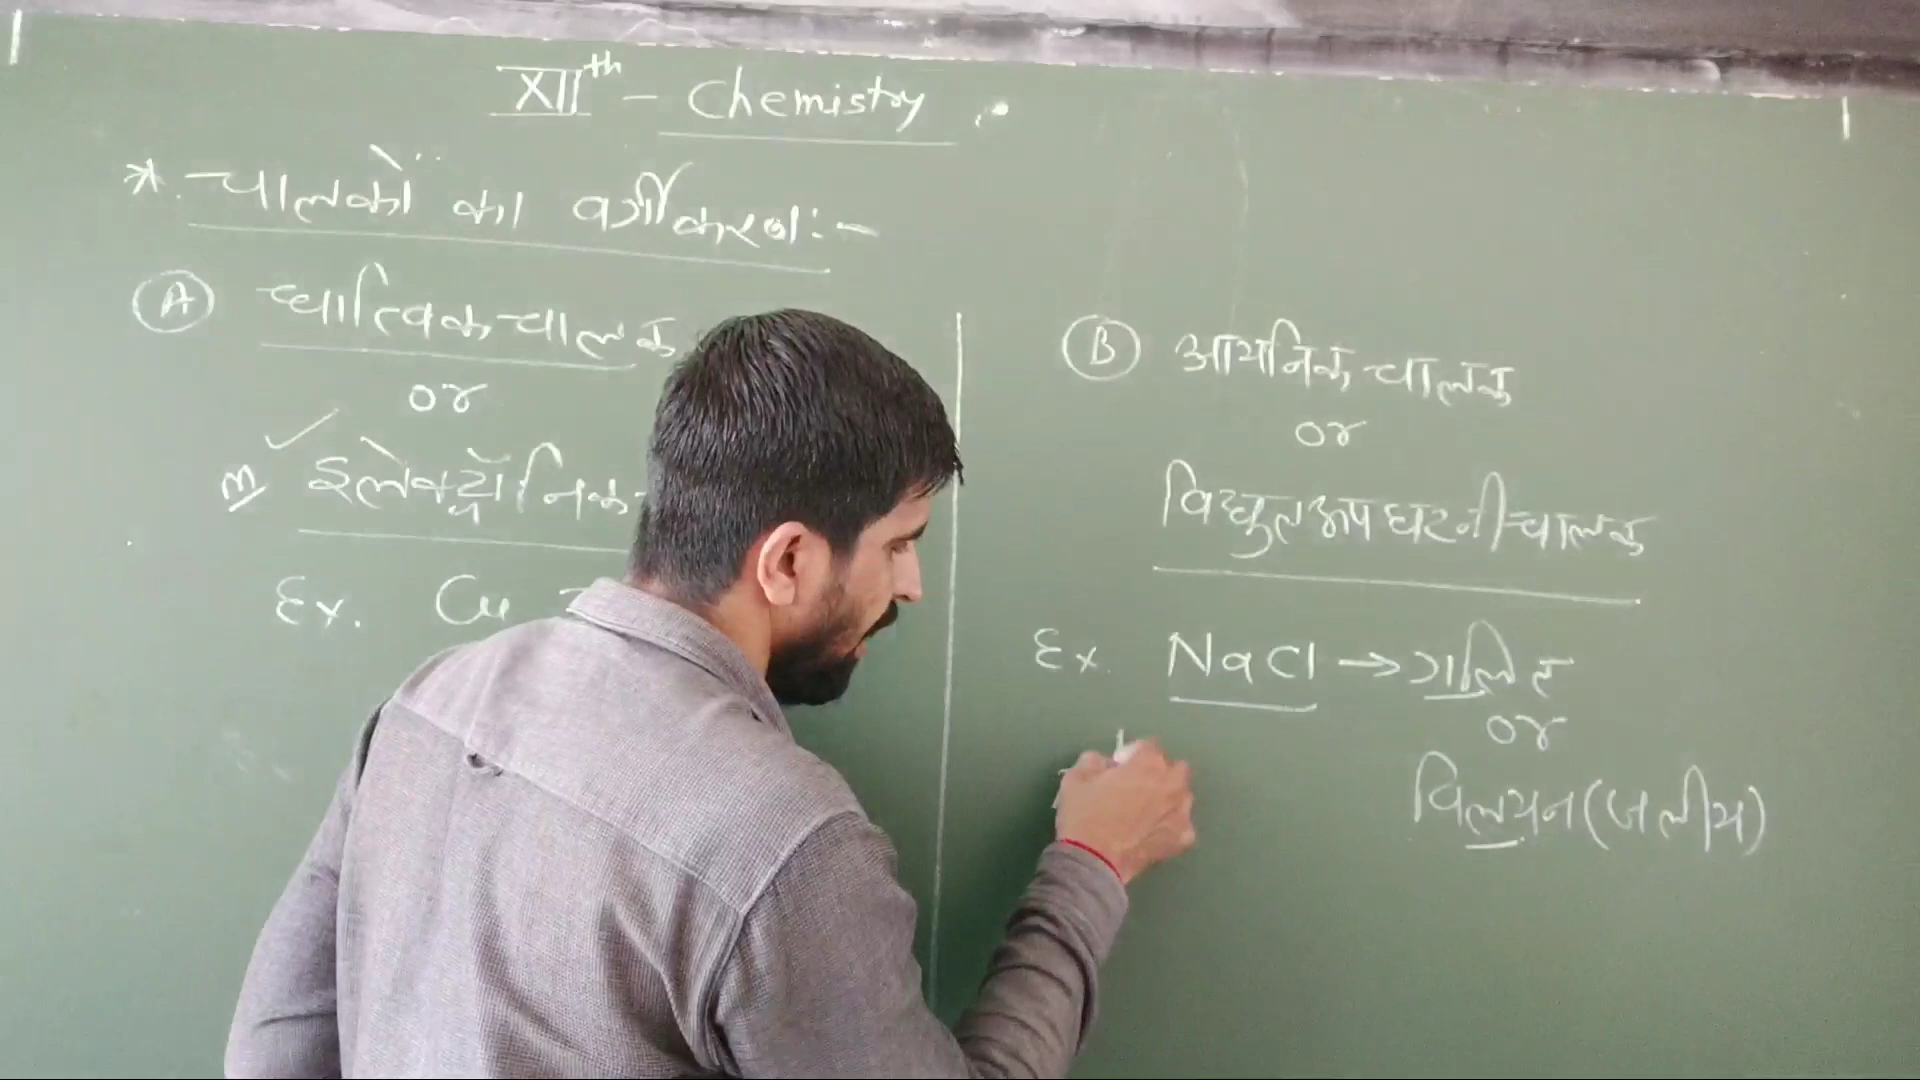 XIIth - Chemistry
* चालकों का वर्गीकरण :-
(A) धात्विक चालक
or
m इलेक्ट्रॉनिक
Ex. Cu
(B) आयनिक चालक
or
विद्युत अपघटनी चालक
Ex. NaCl → गलित
or
विलयन (जलीय)